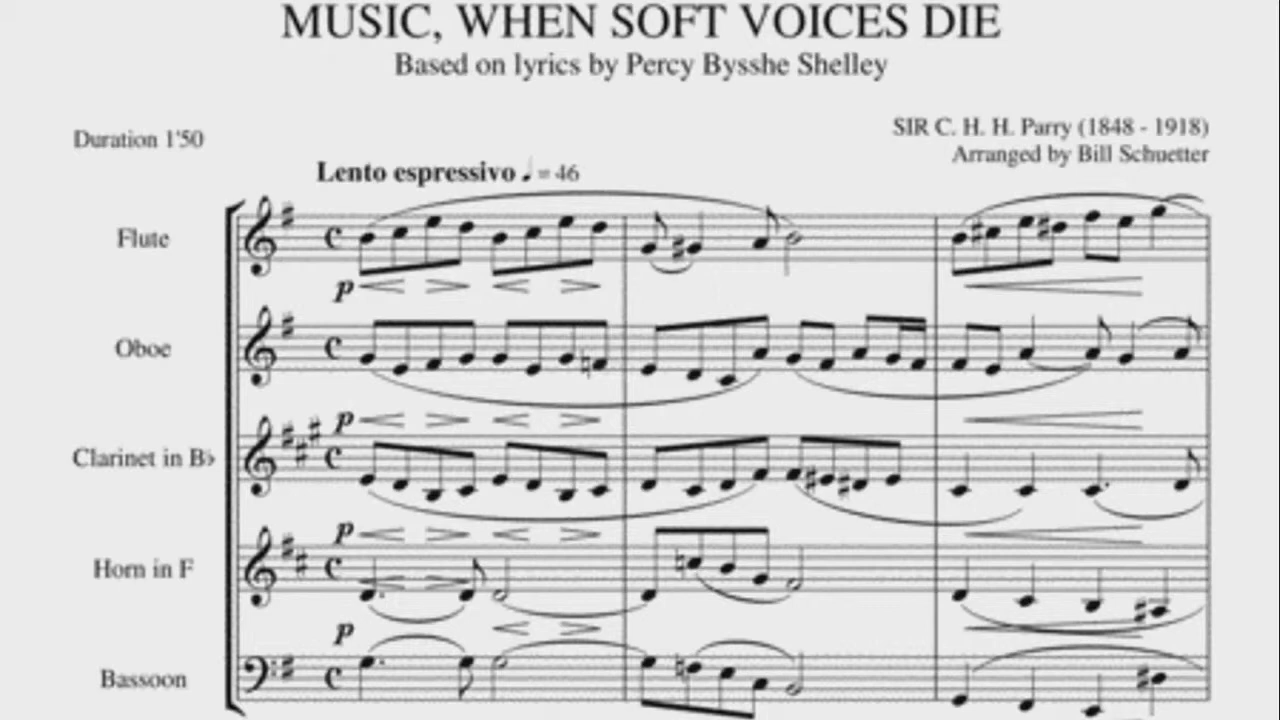 MUSIC, WHEN SOFT VOICES DIE
Based on lyrics by Percy Bysshe Shelley
Duration 1'50
SIR C. H. H. Parry (1848 - 1918)
Arranged by Bill Schuetter
Lento espressivo ♩ = 46
Flute
p
Oboe
p
Clarinet in B♭
p
Horn in F
p
Bassoon